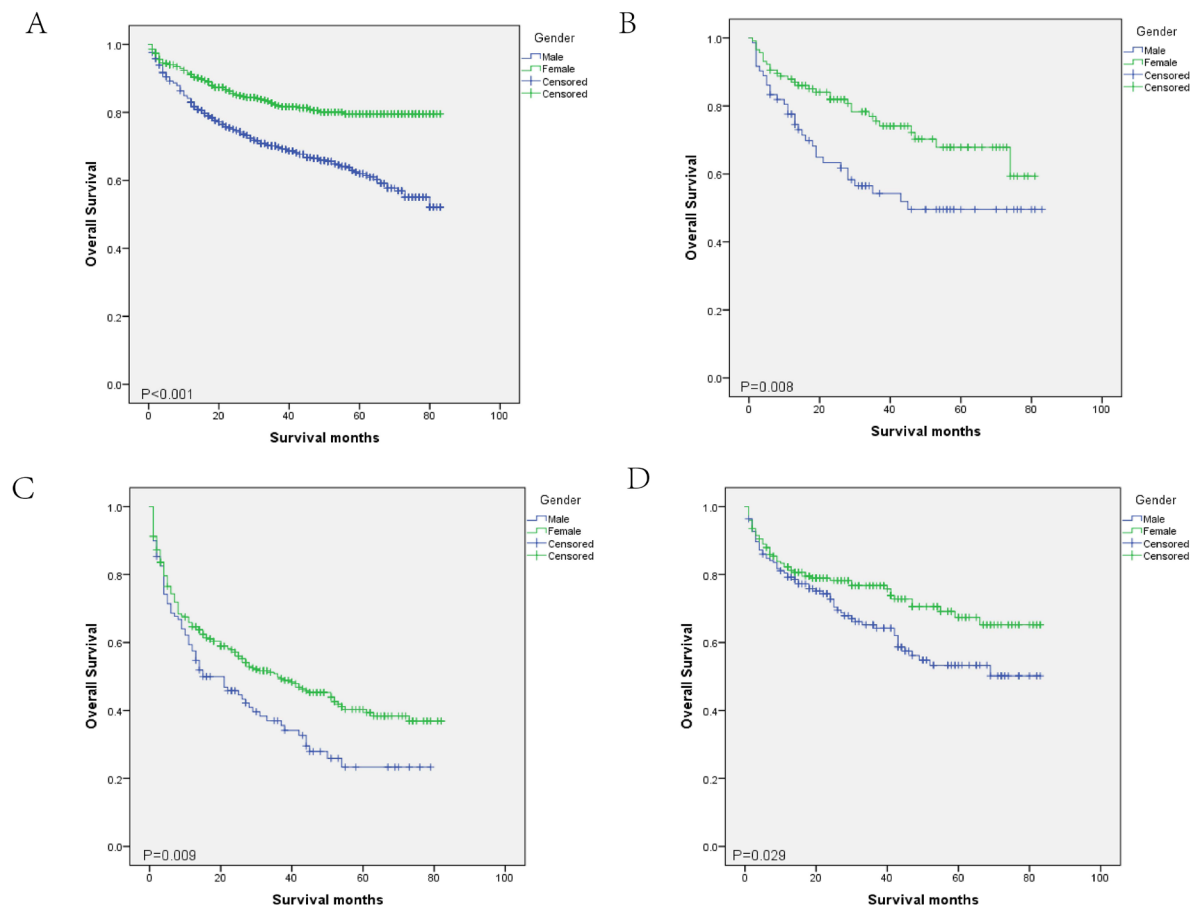 A
Gender
Male
Female
Censored
Censored
Overall Survival
1.0
0.8
0.6
0.4
0.2
0.0
P<0.001
0 20 40 60 80 100
Survival months
B
Gender
Male
Female
Censored
Censored
Overall Survival
1.0
0.8
0.6
0.4
0.2
0.0
P=0.008
0 20 40 60 80 100
Survival months
C
Gender
Male
Female
Censored
Censored
Overall Survival
1.0
0.8
0.6
0.4
0.2
0.0
P=0.009
0 20 40 60 80 100
Survival months
D
Gender
Male
Female
Censored
Censored
Overall Survival
1.0
0.8
0.6
0.4
0.2
0.0
P=0.029
0 20 40 60 80 100
Survival months